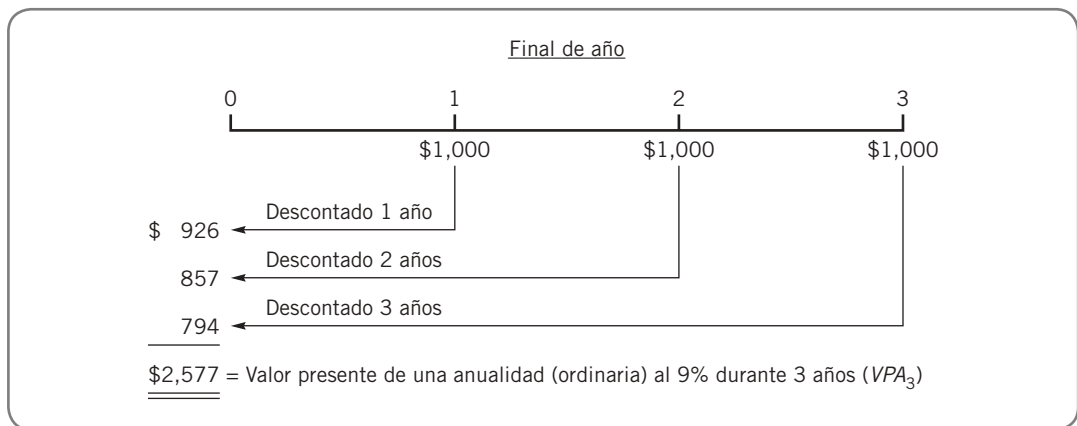 Final de año
0 1 2 3
$1,000 $1,000 $1,000
Descontado 1 año
$ 926
Descontado 2 años
857
Descontado 3 años
794
$2,577 = Valor presente de una anualidad (ordinaria) al 9% durante 3 años (VPA₃)